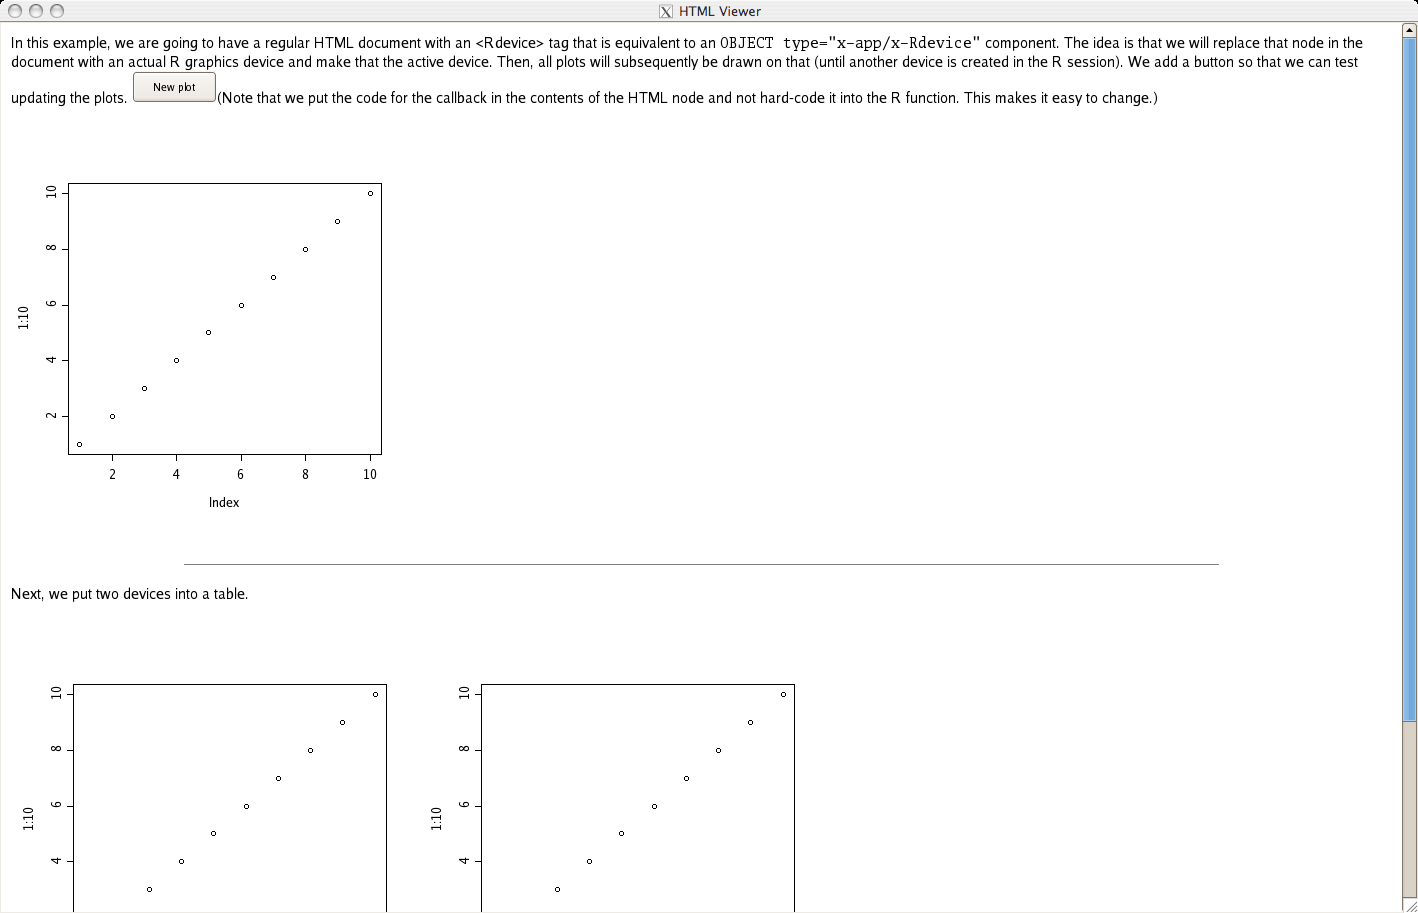 HTML Viewer
In this example, we are going to have a regular HTML document with an <Rdevice> tag that is equivalent to an OBJECT type="x-app/x-Rdevice" component. The idea is that we will replace that node in the
document with an actual R graphics device and make that the active device. Then, all plots will subsequently be drawn on that (until another device is created in the R session). We add a button so that we can test
updating the plots. New plot (Note that we put the code for the callback in the contents of the HTML node and not hard-code it into the R function. This makes it easy to change.)
10
8
6
4
2
1:10
2 4 6 8 10
Index
Next, we put two devices into a table.
10
8
6
4
1:10
10
8
6
4
1:10